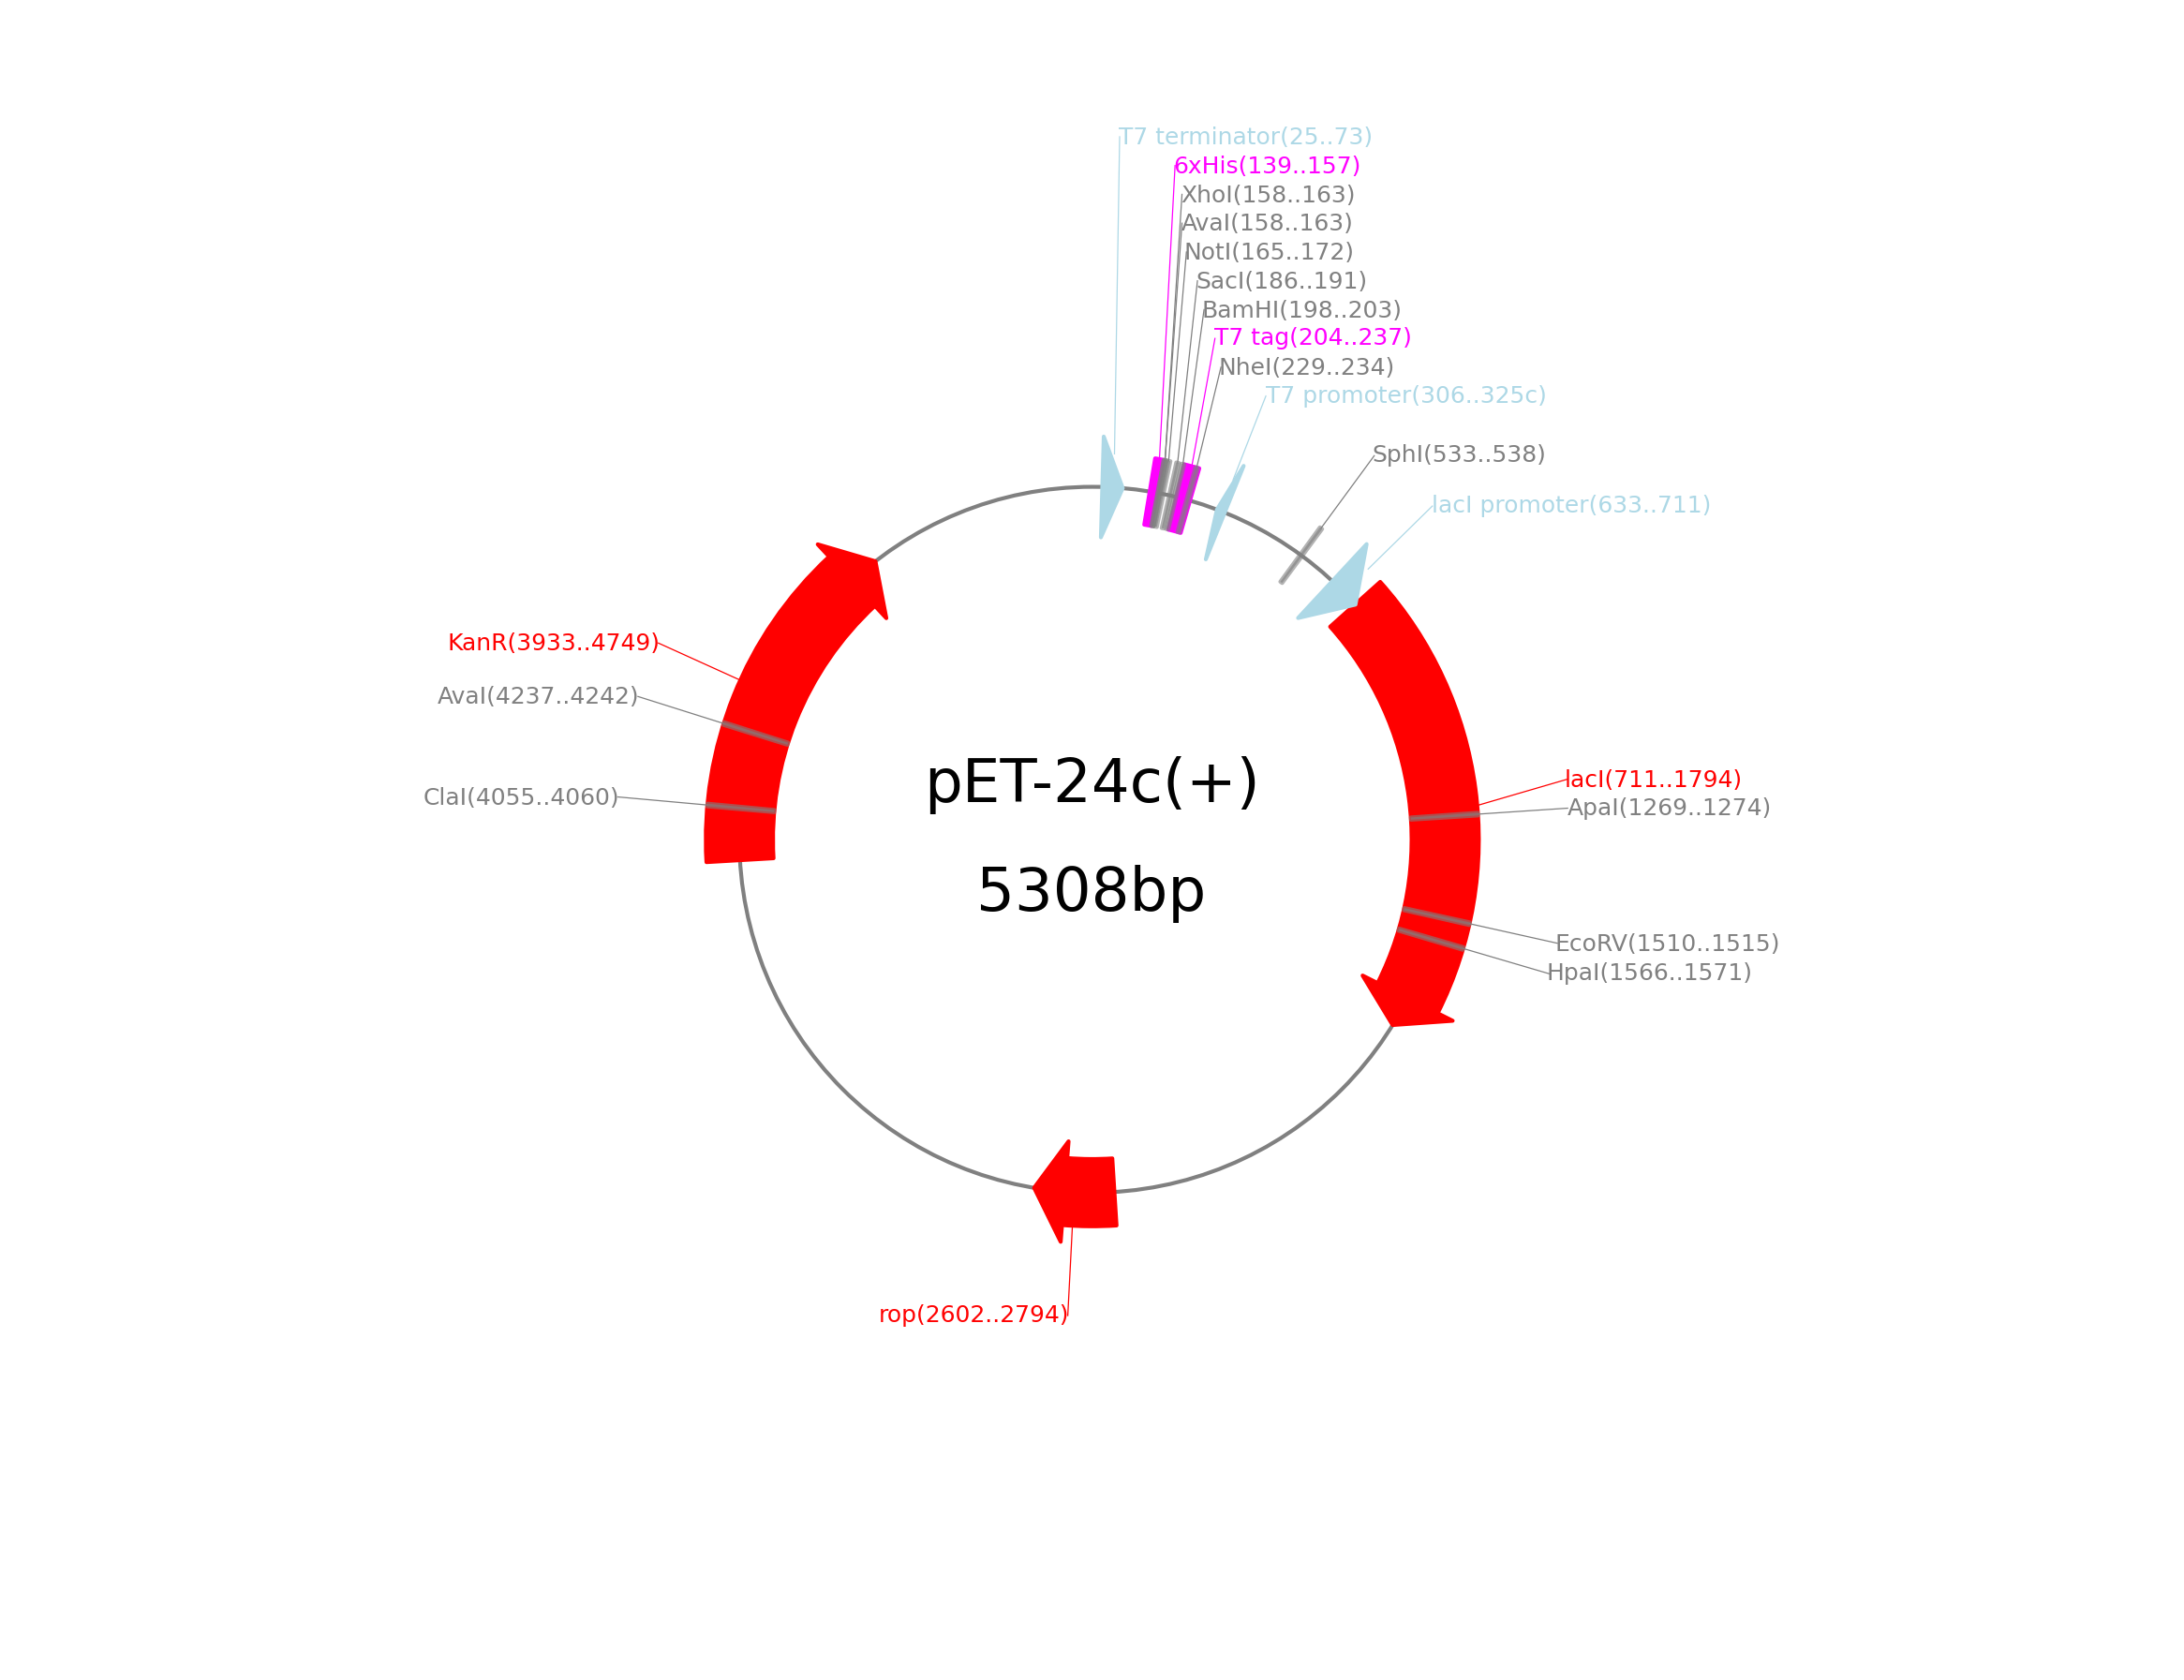 T7 terminator(25..73)
6xHis(139..157)
XhoI(158..163)
AvaI(158..163)
NotI(165..172)
SacI(186..191)
BamHI(198..203)
T7 tag(204..237)
NheI(229..234)
T7 promoter(306..325c)
SphI(533..538)
lacI promoter(633..711)
KanR(3933..4749)
AvaI(4237..4242)
lacI(711..1794)
ClaI(4055..4060)
ApaI(1269..1274)
pET-24c(+)
5308bp
EcoRV(1510..1515)
HpaI(1566..1571)
rop(2602..2794)